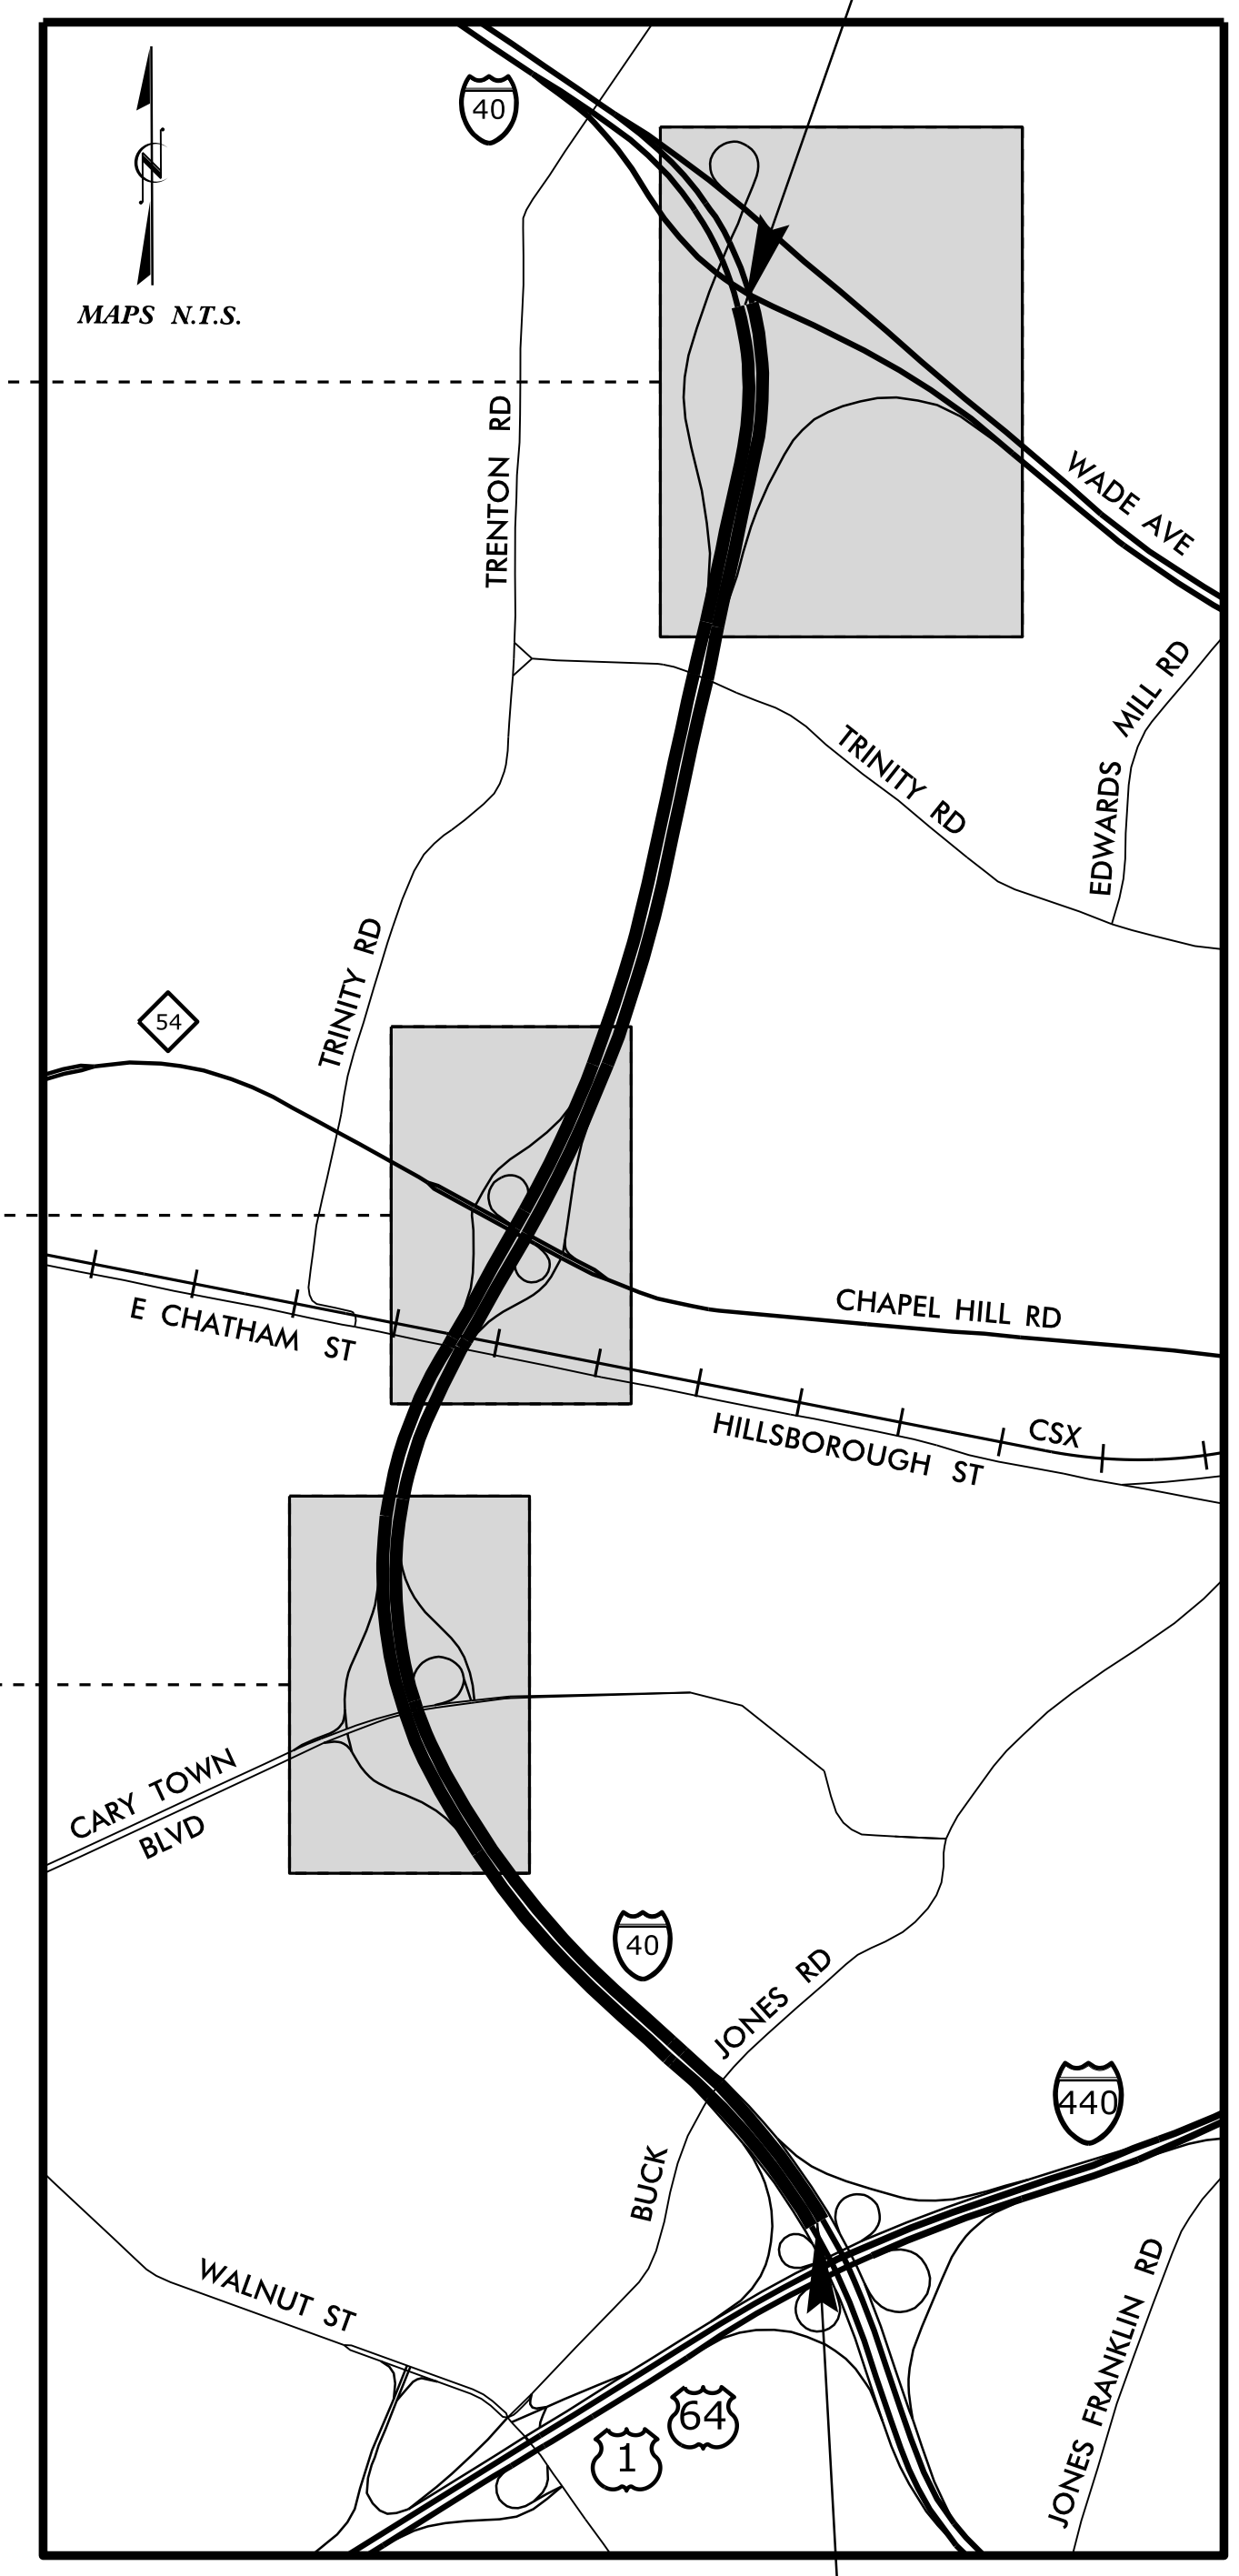 40
N
MAPS N.T.S.
TRENTON RD
WADE AVE
EDWARDS MILL RD
TRINITY RD
TRINITY RD
54
E CHATHAM ST
CHAPEL HILL RD
HILLSBOROUGH ST
CSX
CARY TOWN
BLVD
40
JONES RD
440
BUCK
WALNUT ST
JONES FRANKLIN RD
64
1